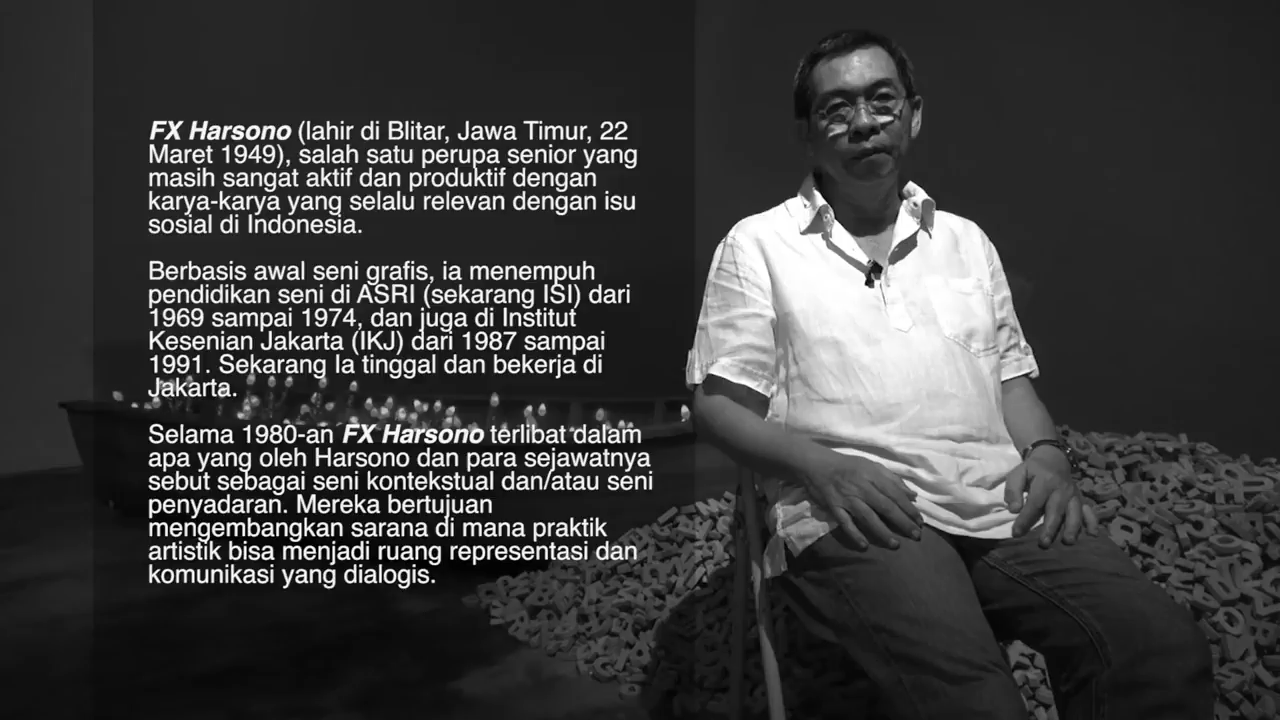 FX Harsono (lahir di Blitar, Jawa Timur, 22
Maret 1949), salah satu perupa senior yang
masih sangat aktif dan produktif dengan
karya-karya yang selalu relevan dengan isu
sosial di Indonesia.
Berbasis awal seni grafis, ia menempuh
pendidikan seni di ASRI (sekarang ISI) dari
1969 sampai 1974, dan juga di Institut
Kesenian Jakarta (IKJ) dari 1987 sampai
1991. Sekarang Ia tinggal dan bekerja di
Jakarta.
Selama 1980-an FX Harsono terlibat dalam
apa yang oleh Harsono dan para sejawatnya
sebut sebagai seni kontekstual dan/atau seni
penyadaran. Mereka bertujuan
mengembangkan sarana di mana praktik
artistik bisa menjadi ruang representasi dan
komunikasi yang dialogis.